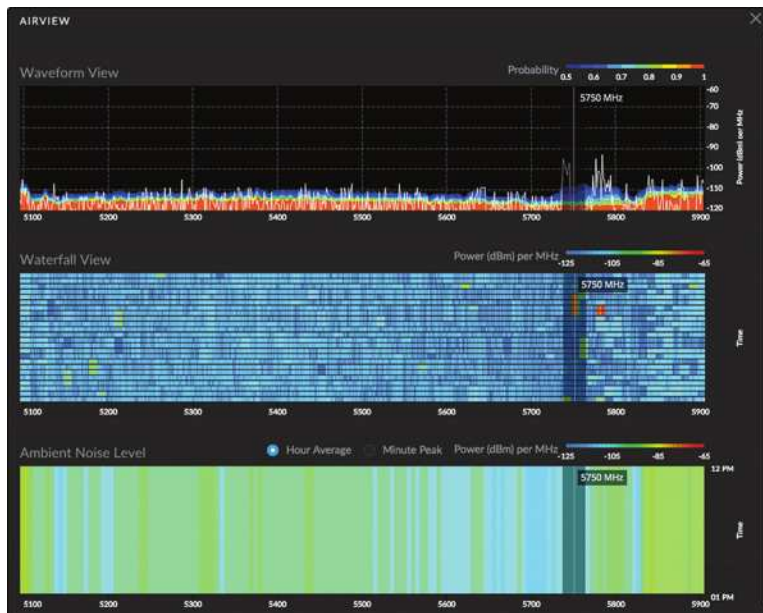 AIRVIEW
Waveform View
Probability
0.5 0.6 0.7 0.8 0.9 1
5750 MHz
-60
-70
-80
-90
-100
-110
-120
Power (dBm) per MHz
5100 5200 5300 5400 5500 5600 5700 5800 5900
Waterfall View
Power (dBm) per MHz
-125 -105 -85 -65
5750 MHz
Time
5100 5200 5300 5400 5500 5600 5700 5800 5900
Ambient Noise Level
Hour Average Minute Peak Power (dBm) per MHz
-125 -105 -85 -65
12 PM
5750 MHz
Time
01 PM
5100 5200 5300 5400 5500 5600 5700 5800 5900